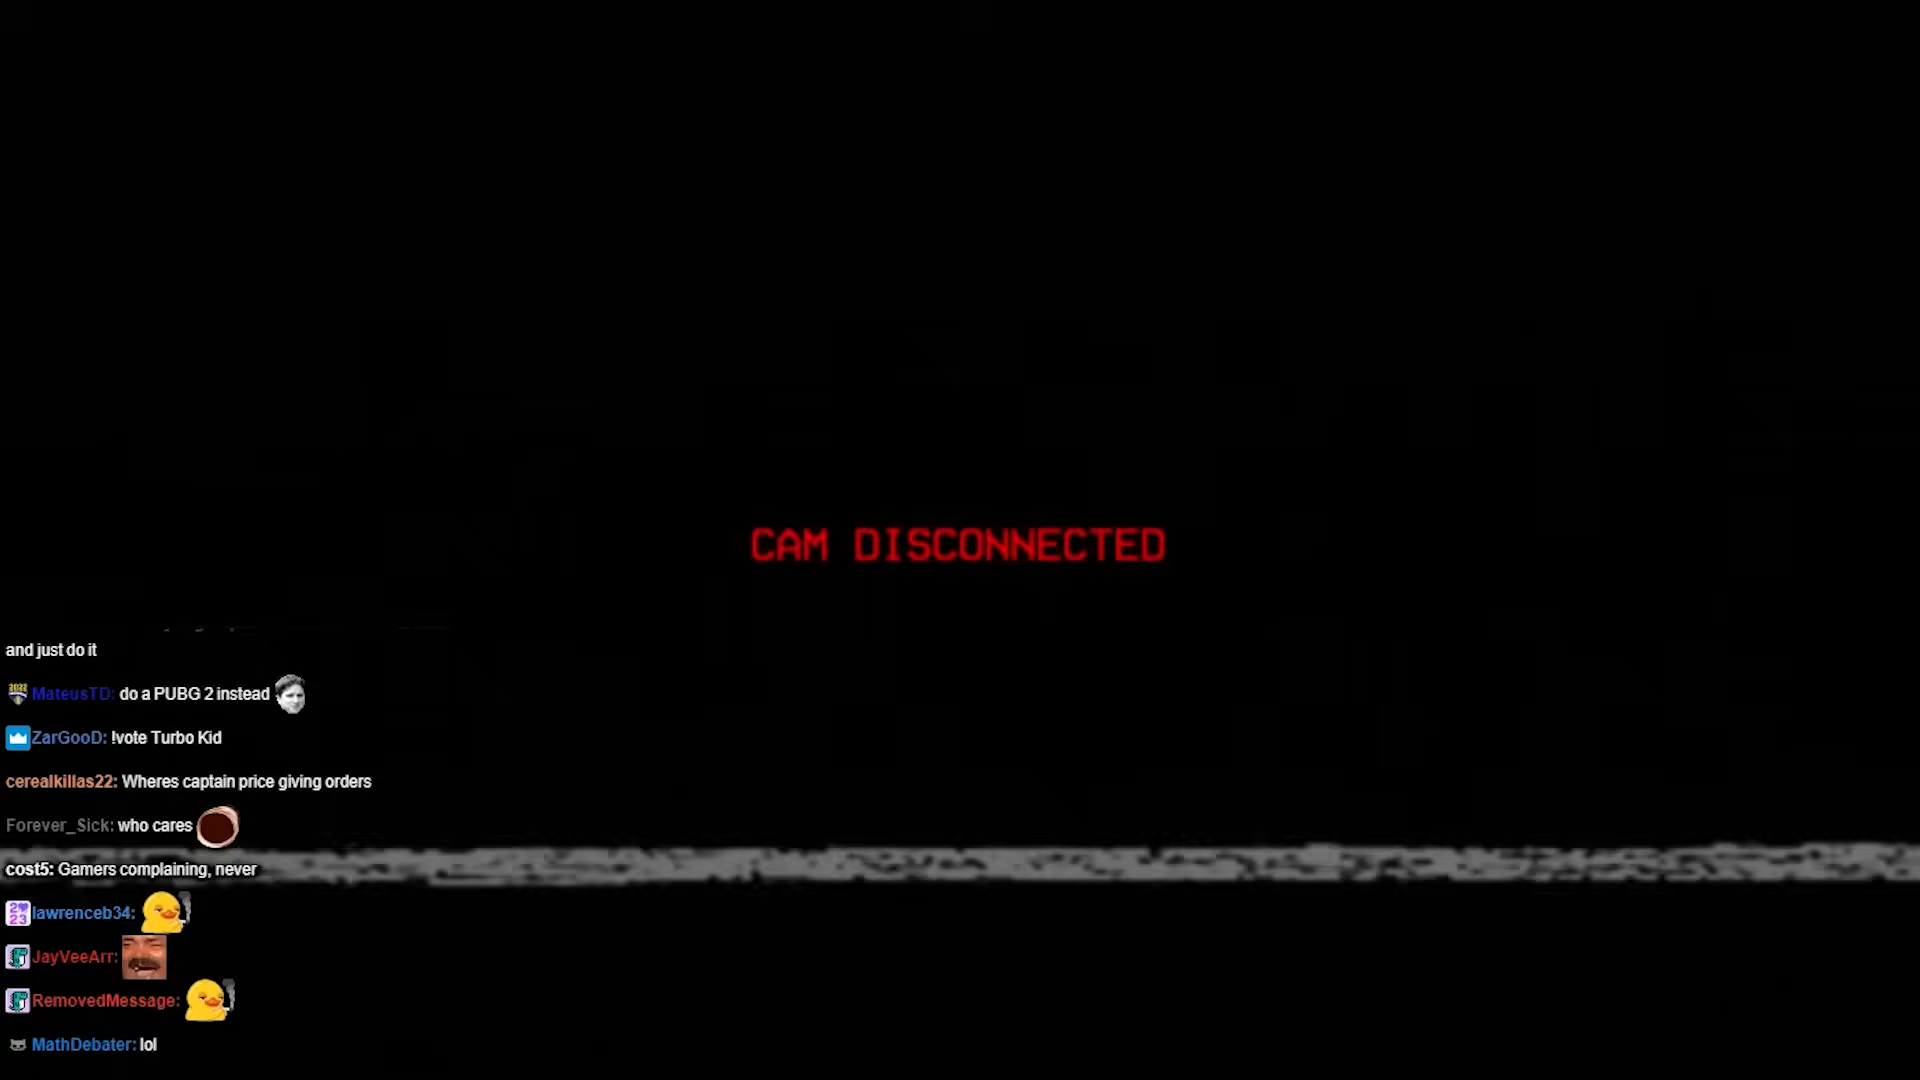 CAM DISCONNECTED
and just do it
MateusTD: do a PUBG 2 instead
ZarGooD: !vote Turbo Kid
cerealkillas22: Wheres captain price giving orders
Forever_Sick: who cares
cost5: Gamers complaining, never
lawrenceb34:
JayVeeArr:
RemovedMessage:
MathDebater: lol